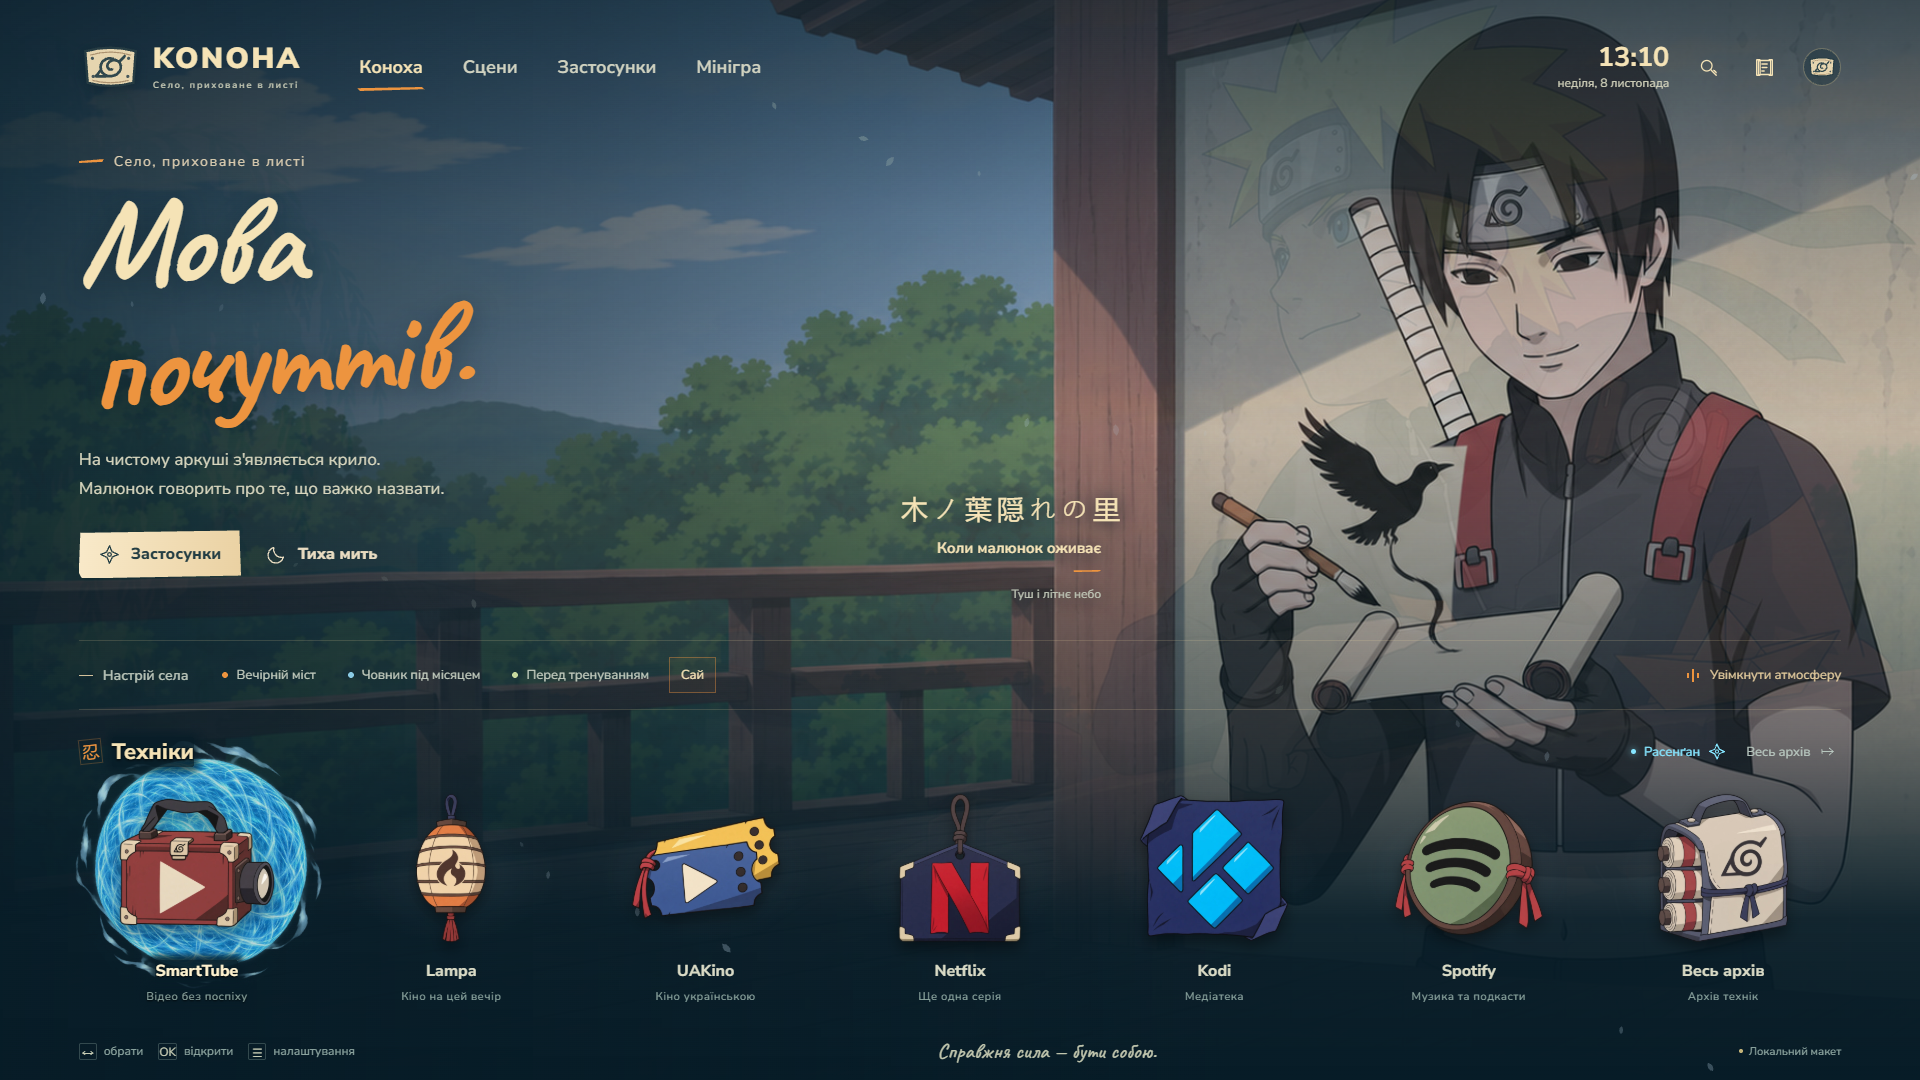 KONOHA
Село, приховане в листі
Коноха
Сцени
Застосунки
Мінігра
13:10
неділя, 8 листопада
Село, приховане в листі
Мова
почуттів.
На чистому аркуші з'являється крило.
Малюнок говорить про те, що важко назвати.
Застосунки
Тиха мить
木ノ葉隠れの里
Коли малюнок оживає
Туш і літнє небо
Настрій села
Вечірній міст
Човник під місяцем
Перед тренуванням
Сай
Увімкнути атмосферу
忍 Техніки
Расенґан
Весь архів
SmartTube
Відео без поспіху
Lampa
Кіно на цей вечір
UAKino
Кіно українською
Netflix
Ще одна серія
Kodi
Медіатека
Spotify
Музика та подкасти
Весь архів
Архів технік
обрати
OK відкрити
налаштування
Справжня сила — бути собою.
Локальний макет